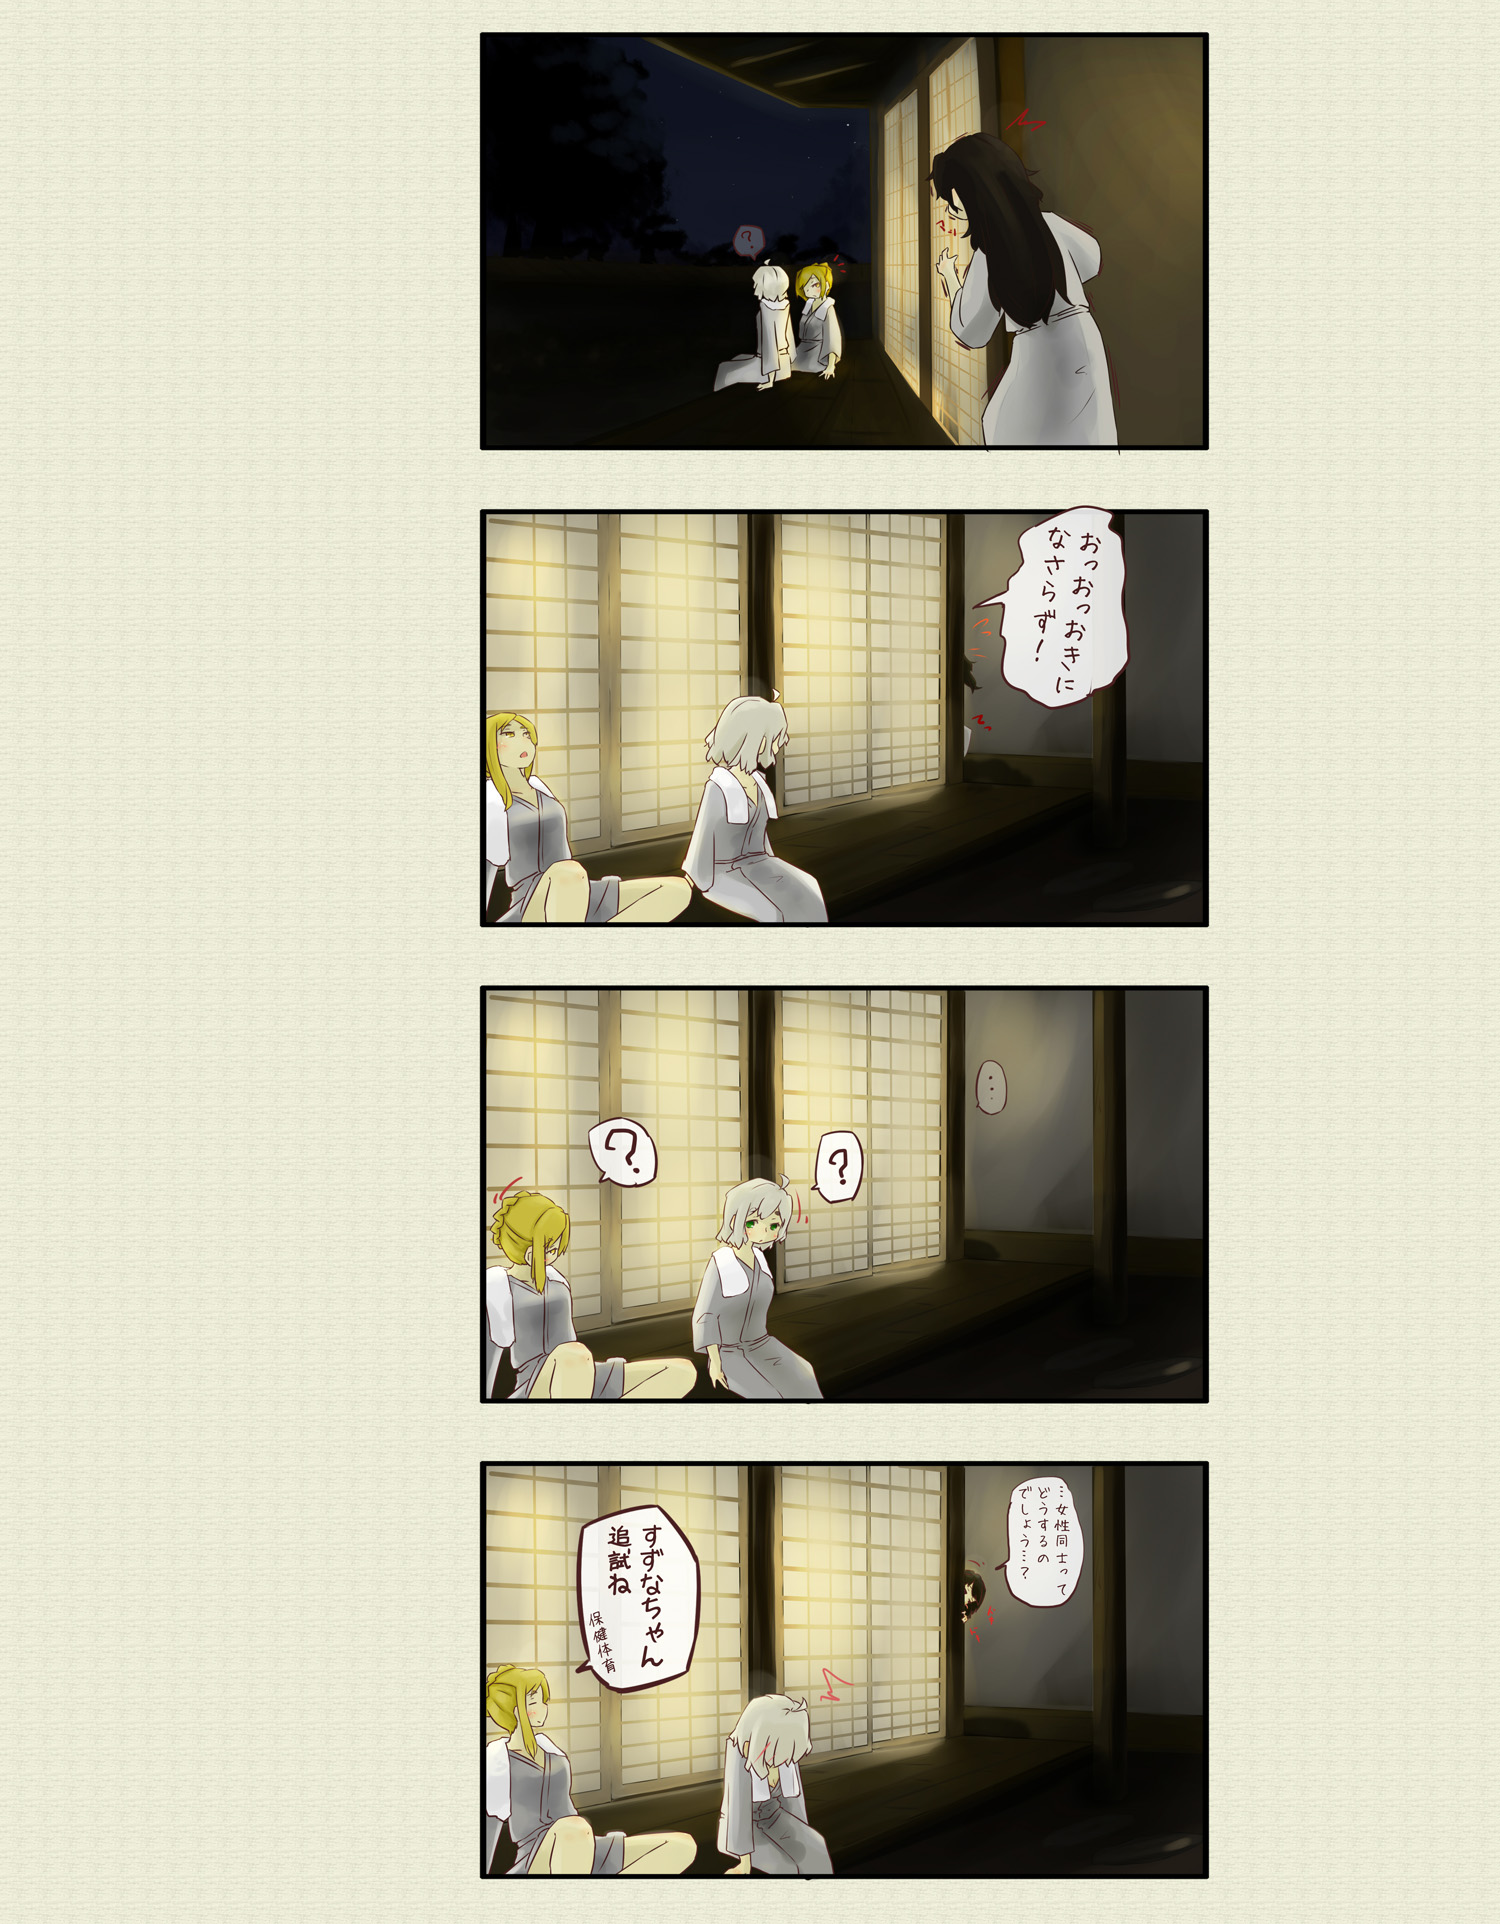 ?
おっおっおきに
なさらず!
…
?
?
…女性同士って
どうするの
でしょう…?
すずなちゃん
追試ね
保健体育